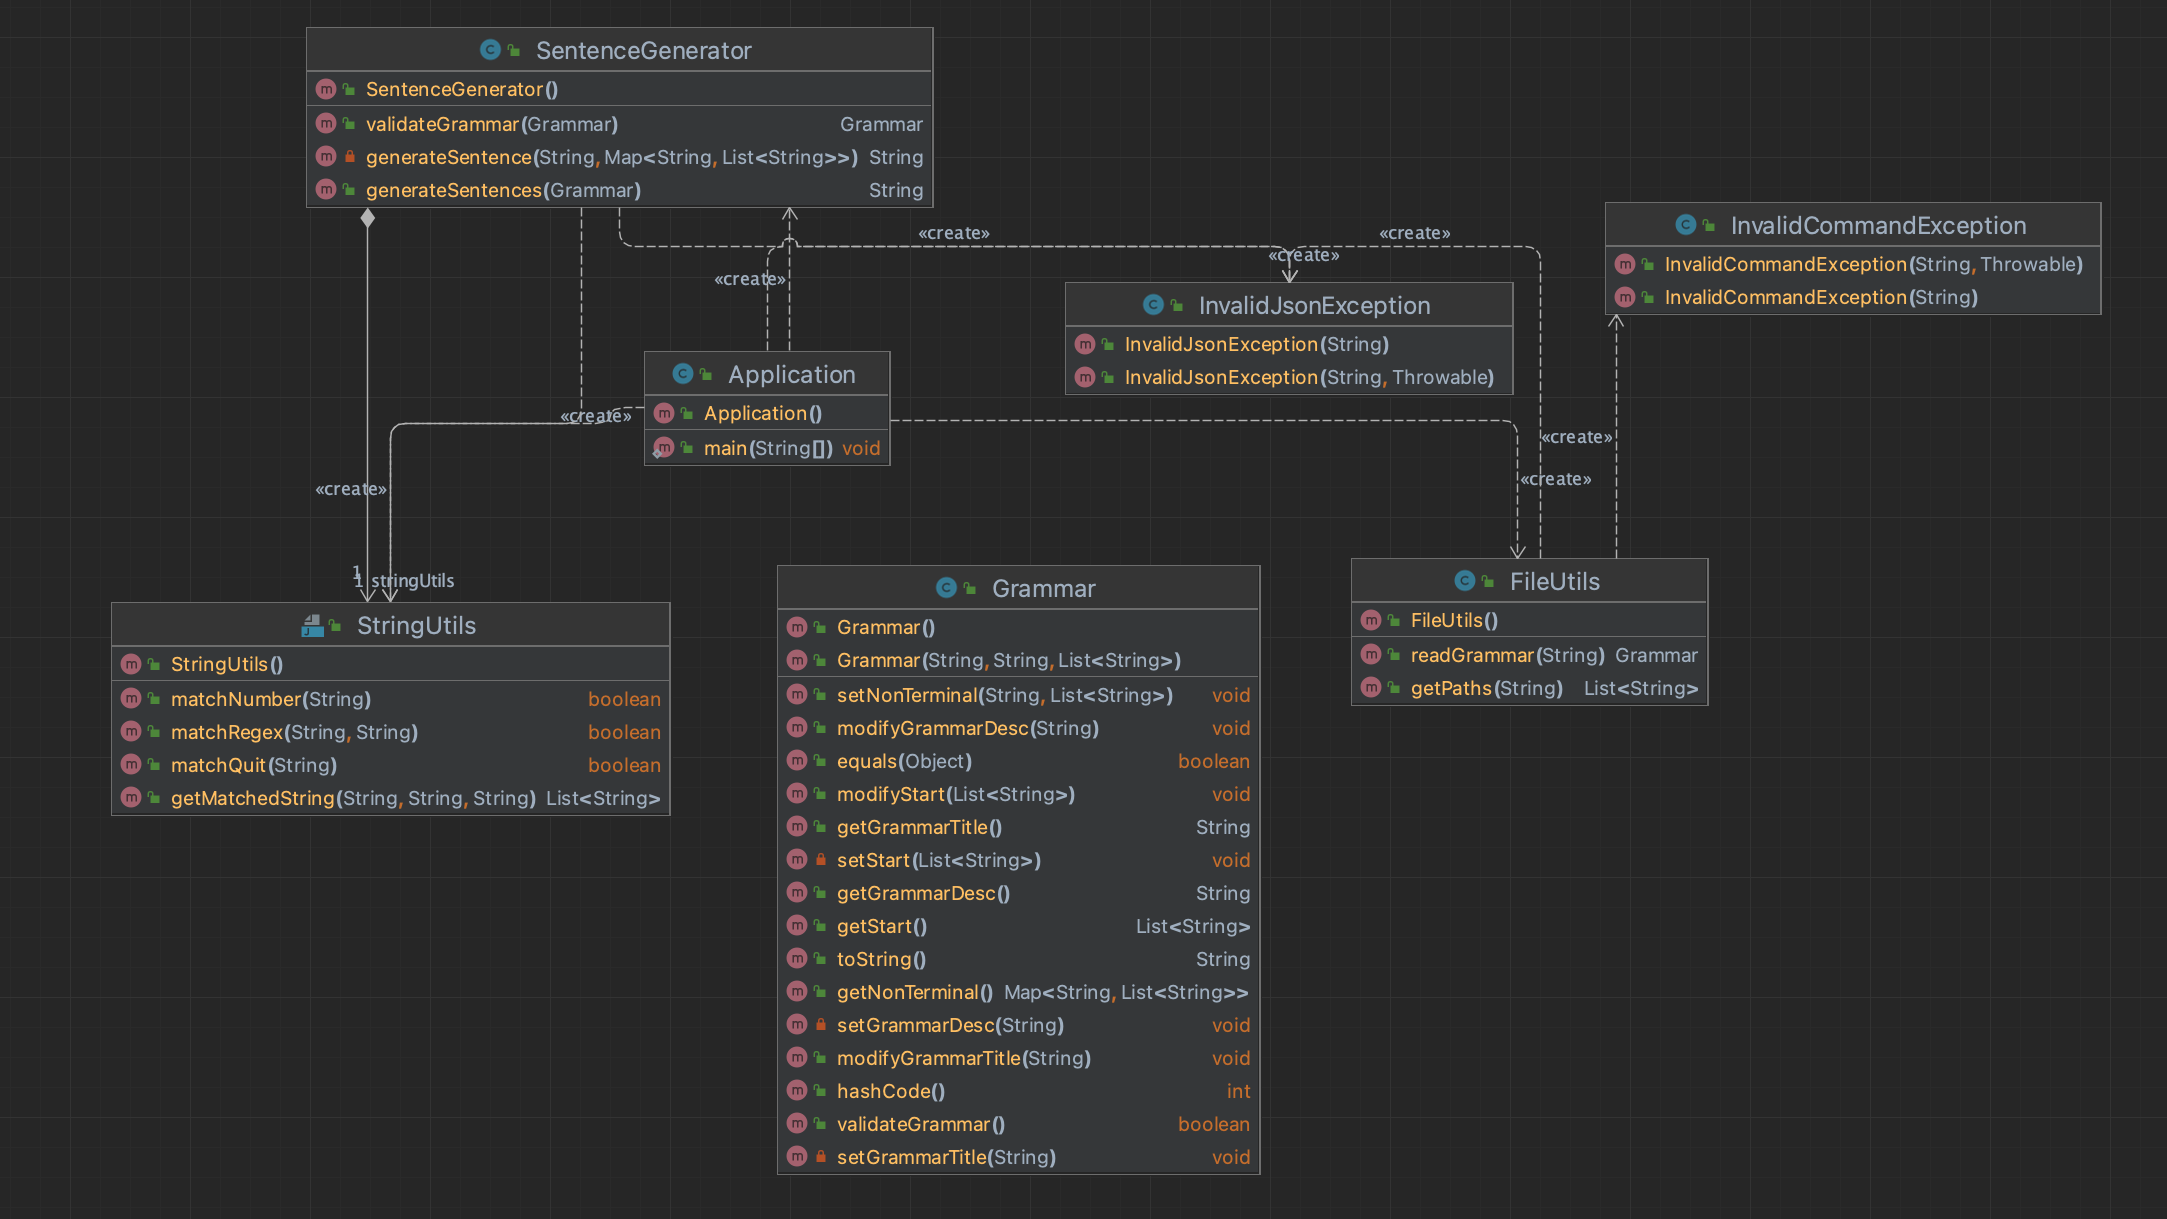 SentenceGenerator
SentenceGenerator()
validateGrammar(Grammar) Grammar
generateSentence(String, Map<String, List<String>>) String
generateSentences(Grammar) String
«create»
«create»
«create»
«create»
InvalidCommandException
InvalidCommandException(String, Throwable)
InvalidCommandException(String)
InvalidJsonException
InvalidJsonException(String)
InvalidJsonException(String, Throwable)
Application
Application()
main(String[]) void
«create»
«create»
«create»
«create»
1
1 stringUtils
StringUtils
StringUtils()
matchNumber(String) boolean
matchRegex(String, String) boolean
matchQuit(String) boolean
getMatchedString(String, String, String) List<String>
Grammar
Grammar()
Grammar(String, String, List<String>)
setNonTerminal(String, List<String>) void
modifyGrammarDesc(String) void
equals(Object) boolean
modifyStart(List<String>) void
getGrammarTitle() String
setStart(List<String>) void
getGrammarDesc() String
getStart() List<String>
toString() String
getNonTerminal() Map<String, List<String>>
setGrammarDesc(String) void
modifyGrammarTitle(String) void
hashCode() int
validateGrammar() boolean
setGrammarTitle(String) void
FileUtils
FileUtils()
readGrammar(String) Grammar
getPaths(String) List<String>